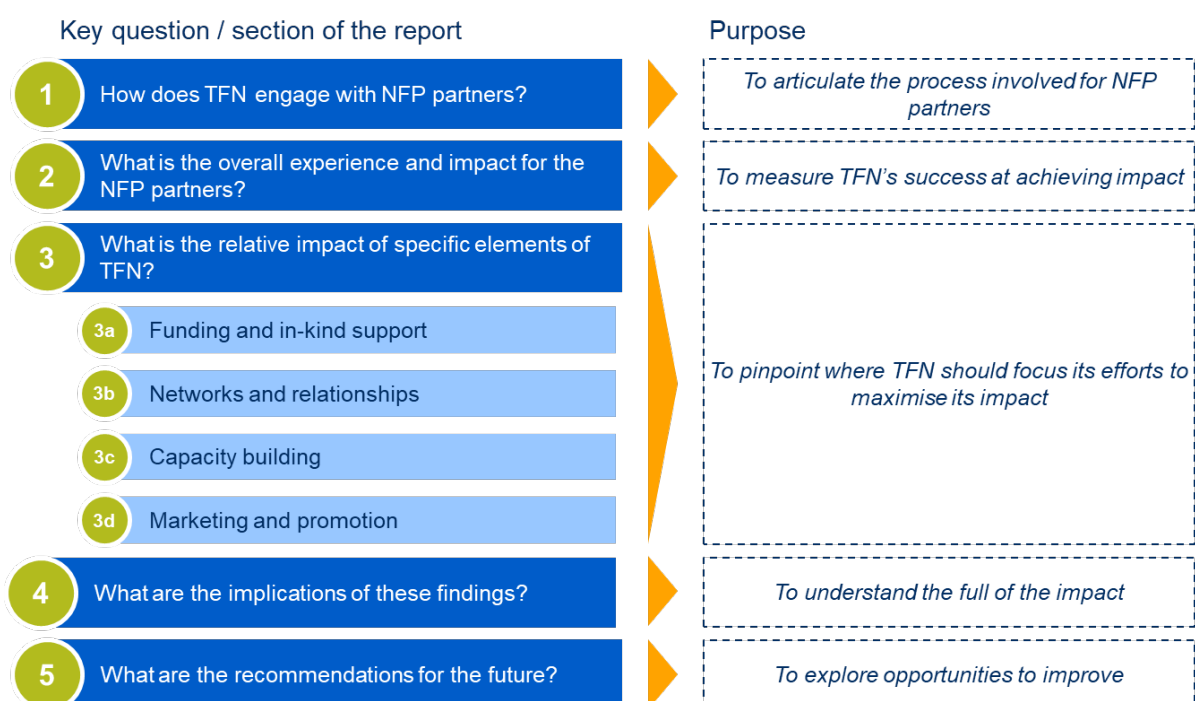 Key question / section of the report
Purpose
1
How does TFN engage with NFP partners?
To articulate the process involved for NFP
partners
2
What is the overall experience and impact for the
NFP partners?
To measure TFN's success at achieving impact
3
What is the relative impact of specific elements of
TFN?
3a
Funding and in-kind support
3b
Networks and relationships
3c
Capacity building
3d
Marketing and promotion
To pinpoint where TFN should focus its efforts to
maximise its impact
4
What are the implications of these findings?
To understand the full of the impact
5
What are the recommendations for the future?
To explore opportunities to improve